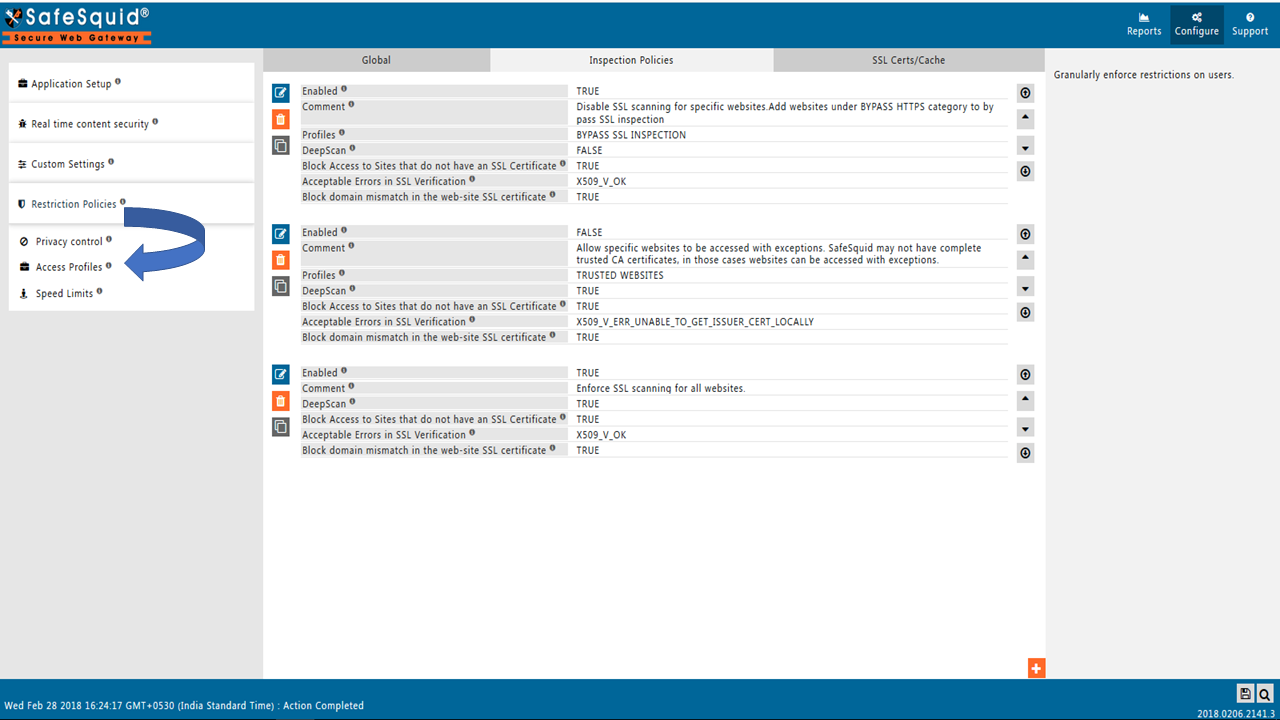 SafeSquid®
Secure Web Gateway
Reports
Configure
Support
Application Setup
Real time content security
Custom Settings
Restriction Policies
Privacy control
Access Profiles
Speed Limits
Global
Inspection Policies
SSL Certs/Cache
Enabled TRUE
Comment Disable SSL scanning for specific websites.Add websites under BYPASS HTTPS category to by
pass SSL inspection
Profiles BYPASS SSL INSPECTION
DeepScan FALSE
Block Access to Sites that do not have an SSL Certificate TRUE
Acceptable Errors in SSL Verification X509_V_OK
Block domain mismatch in the web-site SSL certificate TRUE
Enabled FALSE
Comment Allow specific websites to be accessed with exceptions. SafeSquid may not have complete
trusted CA certificates, in those cases websites can be accessed with exceptions.
Profiles TRUSTED WEBSITES
DeepScan TRUE
Block Access to Sites that do not have an SSL Certificate TRUE
Acceptable Errors in SSL Verification X509_V_ERR_UNABLE_TO_GET_ISSUER_CERT_LOCALLY
Block domain mismatch in the web-site SSL certificate TRUE
Enabled TRUE
Comment Enforce SSL scanning for all websites.
DeepScan TRUE
Block Access to Sites that do not have an SSL Certificate TRUE
Acceptable Errors in SSL Verification X509_V_OK
Block domain mismatch in the web-site SSL certificate TRUE
Granularly enforce restrictions on users.
Wed Feb 28 2018 16:24:17 GMT+0530 (India Standard Time) : Action Completed
2018.0206.2141.3